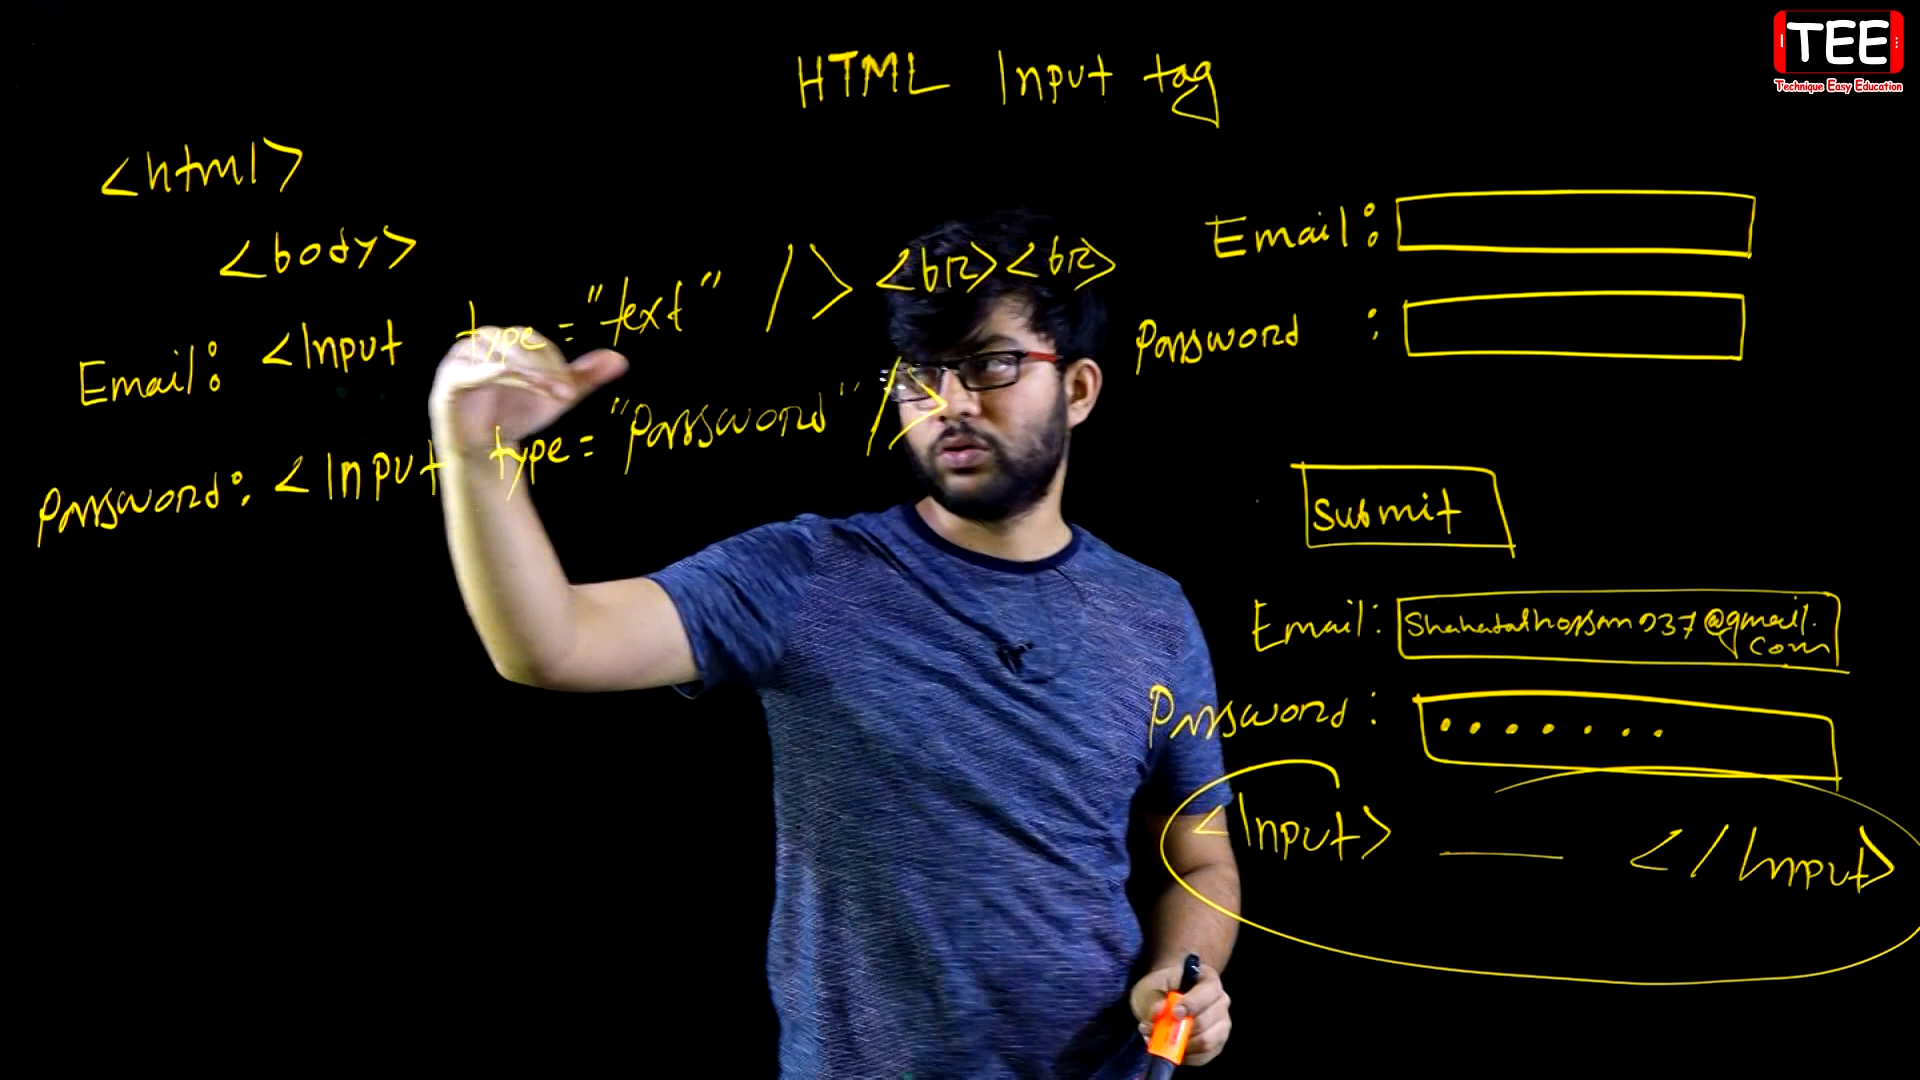 TEE
Technique Easy Education
HTML Input tag
<html>
<body>
Email: <Input type = "text" /> <br> <br>
Password: <Input type = "Password" />
Email:
Password :
Submit
Email:
@gmail.
com
Password :
<Input> — </Input>